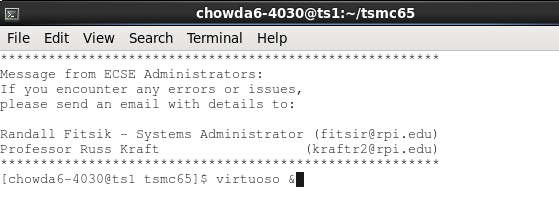 chowda6-4030@ts1:~/tsmc65
File Edit View Search Terminal Help
*******************************************************
Message from ECSE Administrators:
If you encounter any errors or issues,
please send an email with details to:
Randall Fitsik - Systems Administrator (fitsir@rpi.edu)
Professor Russ Kraft                   (kraftr2@rpi.edu)
*******************************************************
[chowda6-4030@ts1 tsmc65]$ virtuoso &